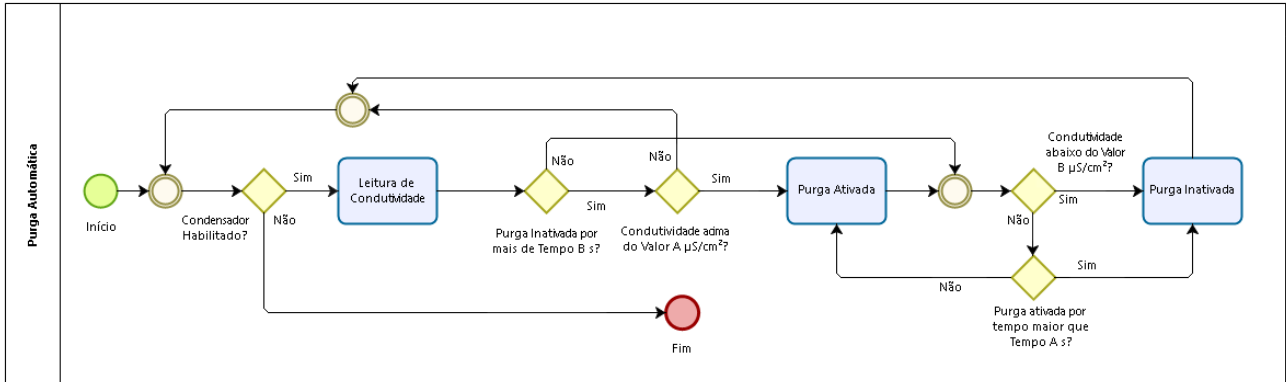 Purga Automática
Início
Condensador
Habilitado?
Sim
Não
Leitura de
Condutividade
Purga Inativada por
mais de Tempo B s?
Não
Sim
Condutividade acima
do Valor A µS/cm²?
Não
Sim
Purga Ativada
Condutividade
abaixo do Valor
B µS/cm²?
Sim
Não
Purga Inativada
Purga ativada por
tempo maior que
Tempo A s?
Não
Sim
Fim